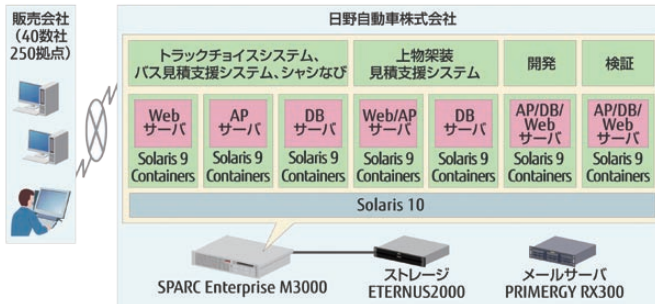 販売会社
(40数社
250拠点)
日野自動車株式会社
トラックチョイスシステム、
バス見積支援システム、シャシなび
上物架装
見積支援システム
開発
検証
Web
サーバ
AP
サーバ
DB
サーバ
Web/AP
サーバ
DB
サーバ
AP/DB/
Web
サーバ
AP/DB/
Web
サーバ
Solaris 9
Containers
Solaris 9
Containers
Solaris 9
Containers
Solaris 9
Containers
Solaris 9
Containers
Solaris 9
Containers
Solaris 9
Containers
Solaris 10
SPARC Enterprise M3000
ストレージ
ETERNUS2000
メールサーバ
PRIMERGY RX300